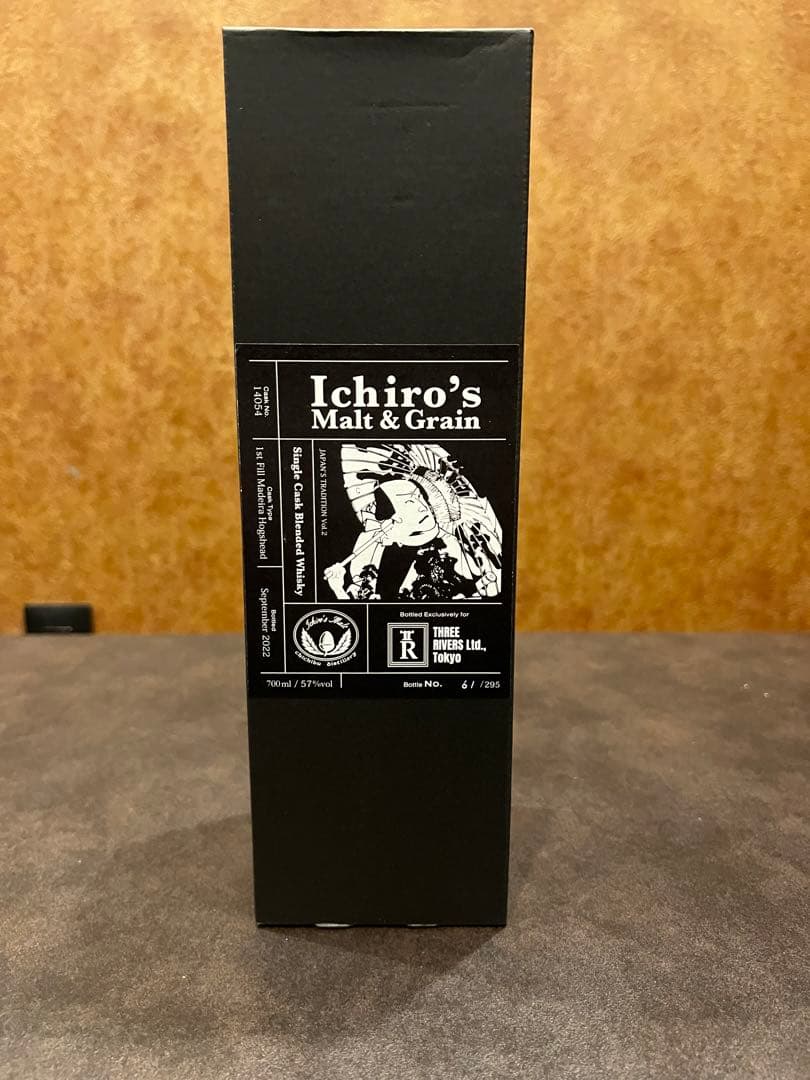 Ichiro's
Malt & Grain
Cask No.
14054
Cask Type
1st Fill Madeira Hogshead
Bottled
September 2022
Single Cask Blended Whisky
JAPAN'S TRADITION Vol.2
Ichiro's Malt
chichibu distillery
Bottled Exclusively for
R
THREE
RIVERS Ltd.,
Tokyo
700ml / 57%vol
Bottle No. 61 /295